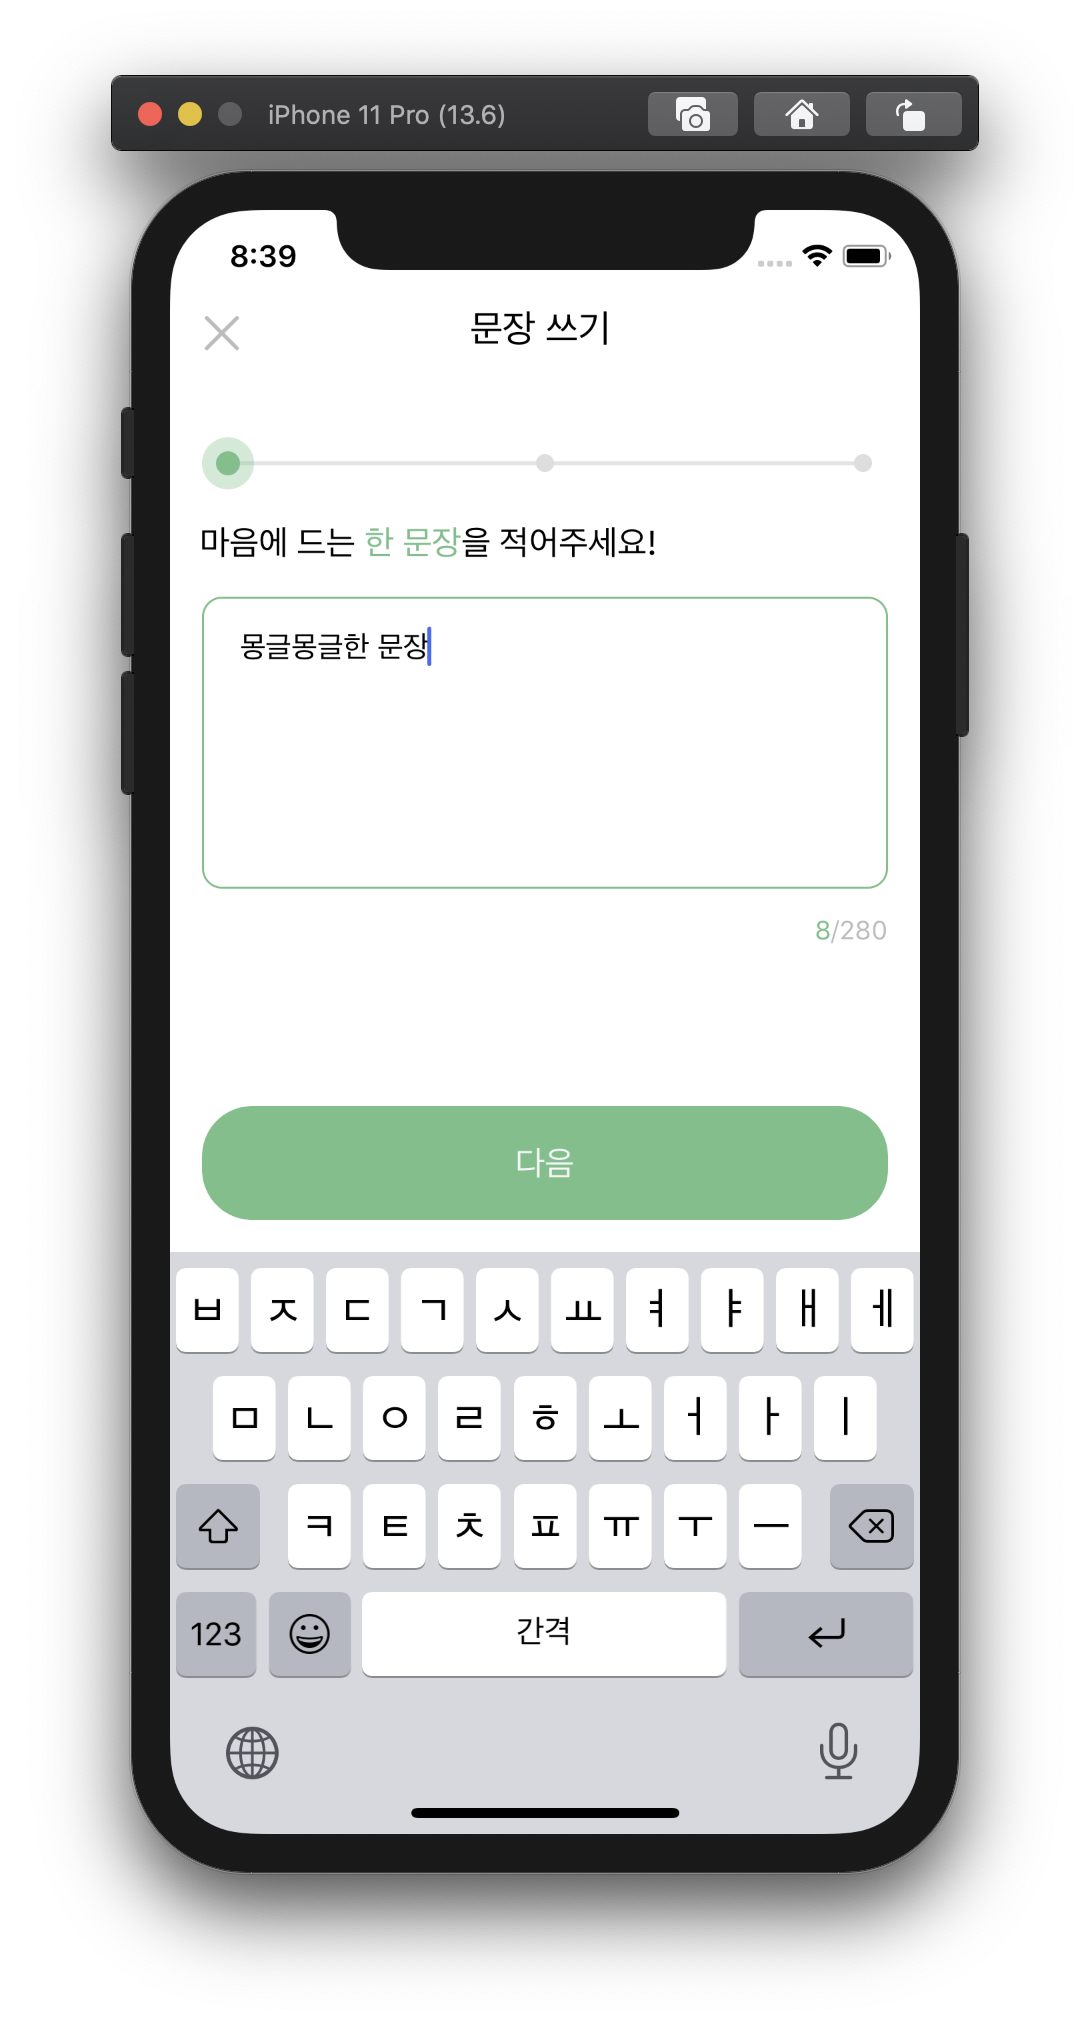 iPhone 11 Pro (13.6)
8:39
문장 쓰기
마음에 드는 한 문장을 적어주세요!
몽글몽글한 문장
8/280
다음
ㅂ ㅈ ㄷ ㄱ ㅅ ㅛ ㅕ ㅑ ㅐ ㅔ
ㅁ ㄴ ㅇ ㄹ ㅎ ㅗ ㅓ ㅏ ㅣ
ㅋ ㅌ ㅊ ㅍ ㅠ ㅜ ㅡ
123 간격